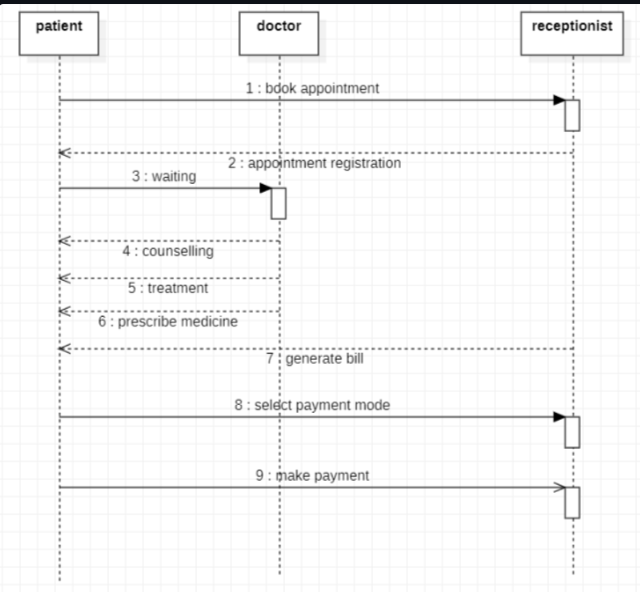 patient
doctor
receptionist
1 : book appointment
2 : appointment registration
3 : waiting
4 : counselling
5 : treatment
6 : prescribe medicine
7 : generate bill
8 : select payment mode
9 : make payment